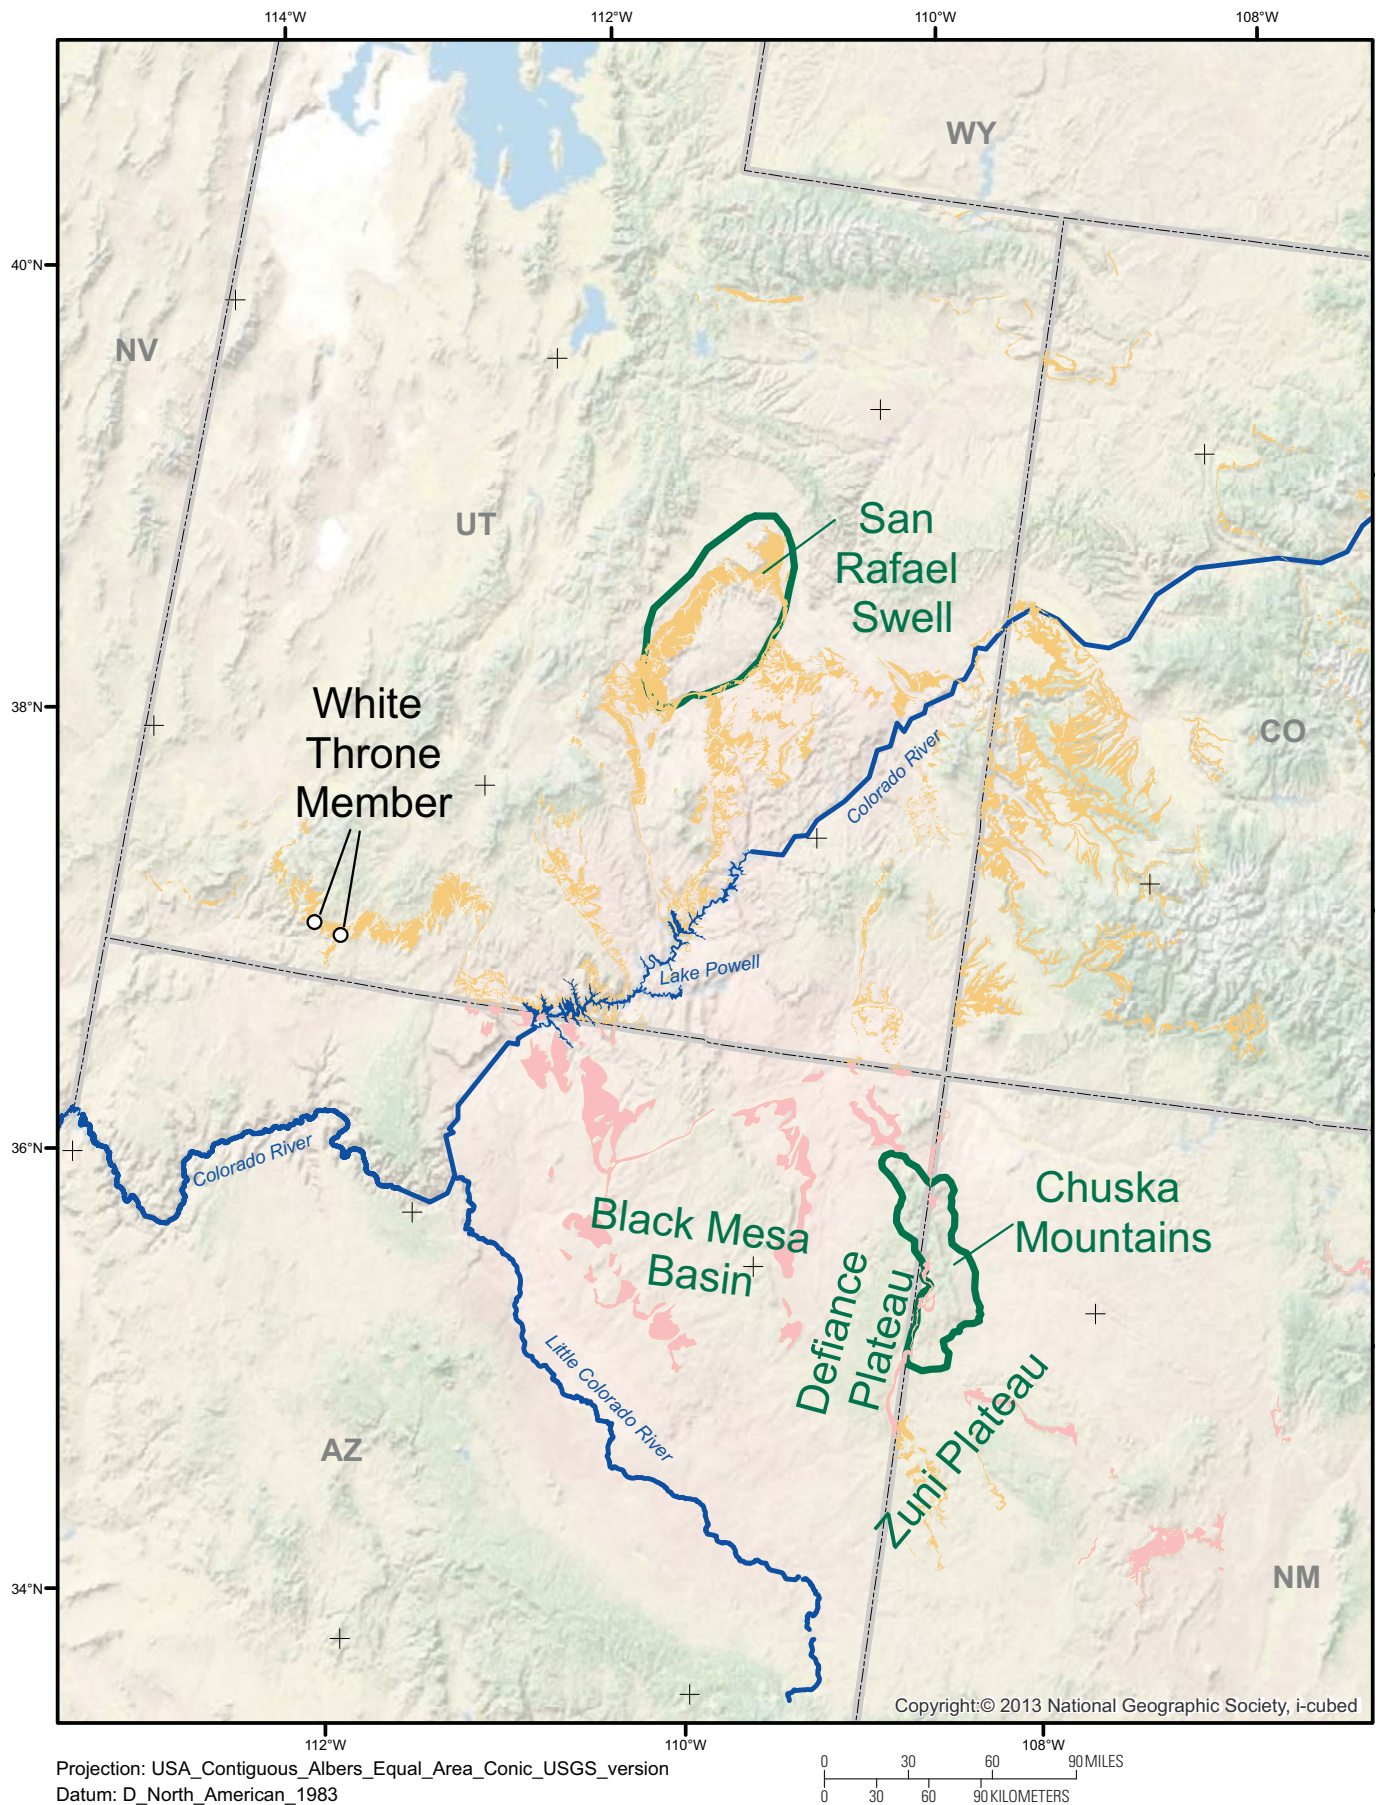 114°W
112°W
110°W
108°W
WY
40°N
NV
UT
San
Rafael
Swell
38°N
White
Throne
Member
CO
Colorado River
Lake Powell
36°N
Colorado River
Chuska
Mountains
Black Mesa
Basin
Defiance
Plateau
Little Colorado River
Zuni Plateau
AZ
34°N
NM
Copyright:© 2013 National Geographic Society, i-cubed
112°W
110°W
108°W
Projection: USA_Contiguous_Albers_Equal_Area_Conic_USGS_version
Datum: D_North_American_1983
0 30 60 90 MILES
0 30 60 90 KILOMETERS